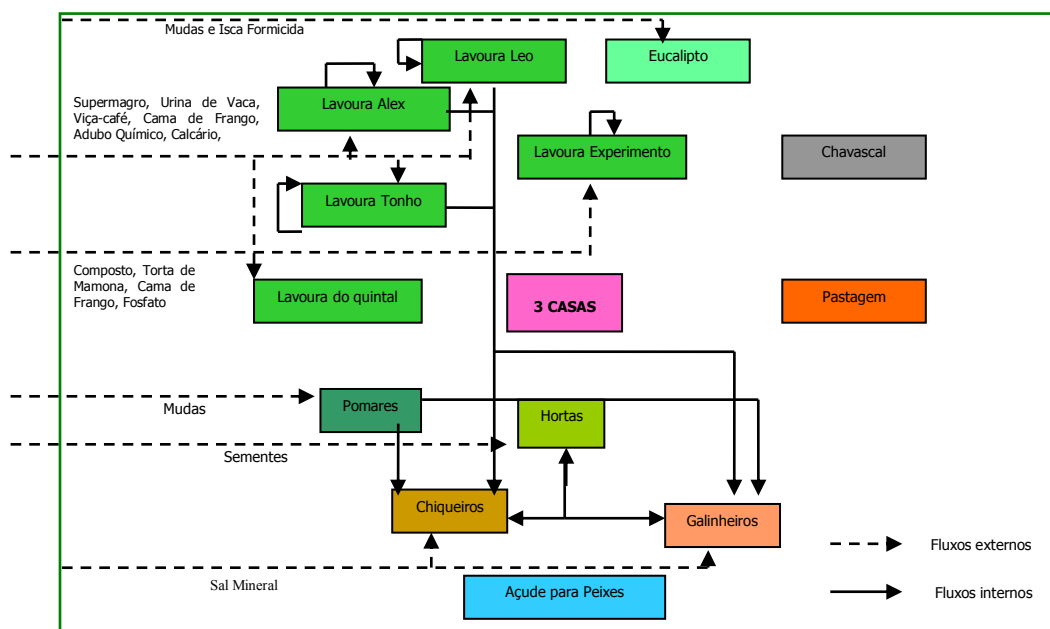 Mudas e Isca Formicida
Lavoura Leo
Eucalipto
Supermagro, Urina de Vaca,
Viça-café, Cama de Frango,
Adubo Químico, Calcário,
Lavoura Alex
Lavoura Experimento
Chavascal
Lavoura Tonho
Composto, Torta de
Mamona, Cama de
Frango, Fosfato
Lavoura do quintal
3 CASAS
Pastagem
Mudas
Pomares
Hortas
Sementes
Chiqueiros
Galinheiros
Fluxos externos
Sal Mineral
Açude para Peixes
Fluxos internos